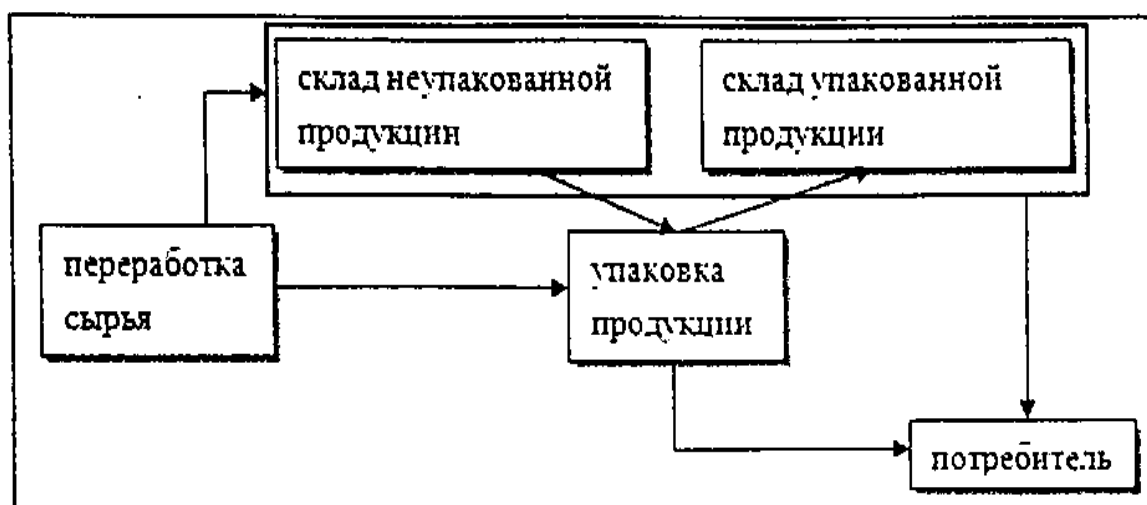 склад неупакованной
продукции
склад упакованной
продукции
переработка
сырья
упаковка
продукции
потребитель